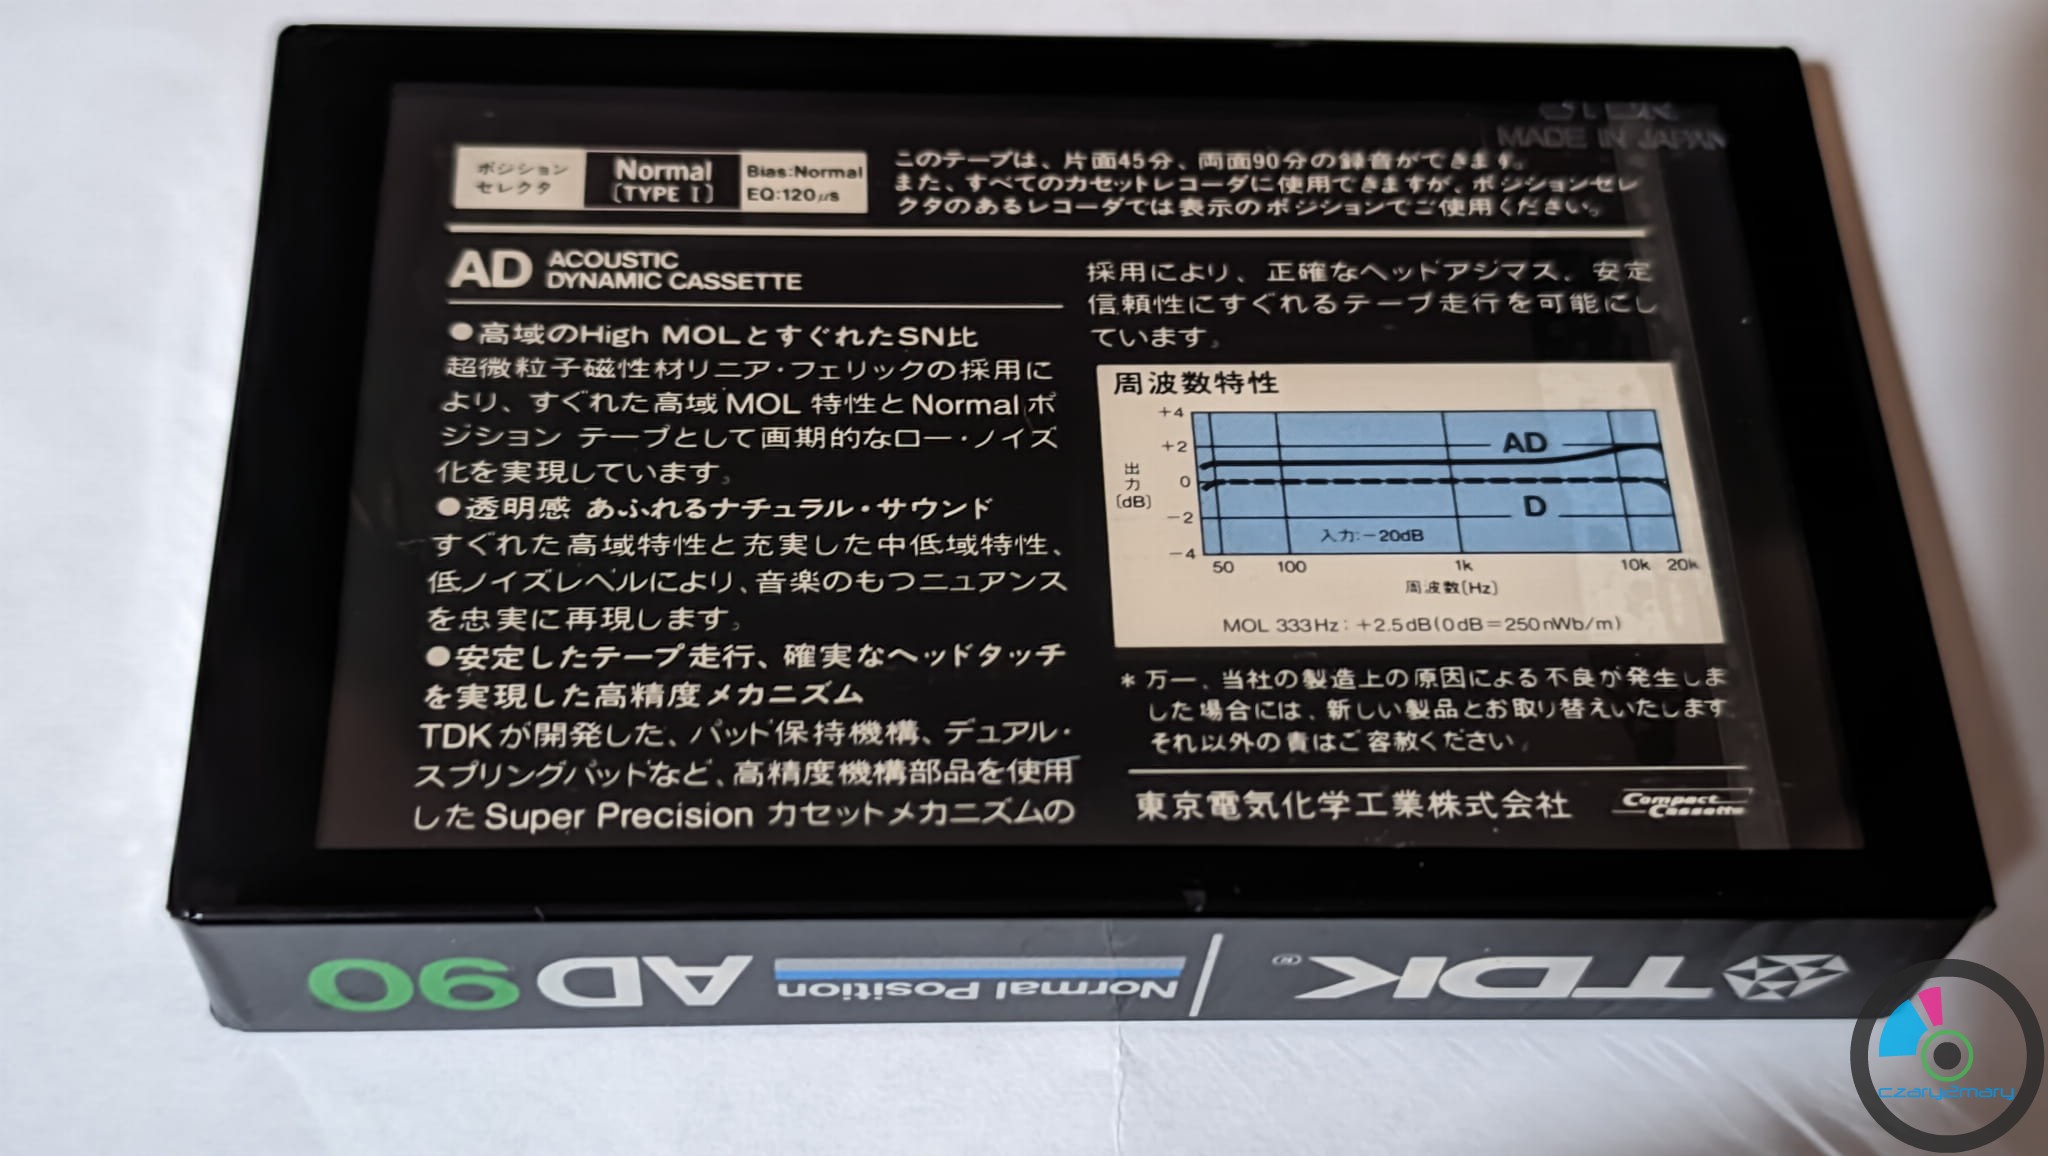 MADE IN JAPAN
ポジション
セレクタ
Normal
(TYPE I)
Bias:Normal
EQ:120μs
このテープは、片面45分、両面90分の録音ができます。
また、すべてのカセットレコーダに使用できますが、ポジションセレ
クタのあるレコーダでは表示のポジションでご使用ください。
AD ACOUSTIC
DYNAMIC CASSETTE
●高域のHigh MOLとすぐれたSN比
超微粒子磁性材リニア・フェリックの採用に
より、すぐれた高域MOL特性とNormalポ
ジション テープとして画期的なロー・ノイズ
化を実現しています。
●透明感 あふれるナチュラル・サウンド
すぐれた高域特性と充実した中低域特性、
低ノイズレベルにより、音楽のもつニュアンス
を忠実に再現します。
●安定したテープ走行、確実なヘッドタッチ
を実現した高精度メカニズム
TDKが開発した、パッド保持機構、デュアル・
スプリングパッドなど、高精度機構部品を使用
したSuper Precision カセットメカニズムの
採用により、正確なヘッドアジマス、安定
信頼性にすぐれるテープ走行を可能にし
ています。
周波数特性
+4
+2
0
-2
-4
出力
(dB)
AD
D
入力:-20dB
50 100 1k 10k 20k
周波数(Hz)
MOL 333Hz: +2.5dB(0dB=250nWb/m)
*万一、当社の製造上の原因による不良が発生しま
した場合には、新しい製品とお取り替えいたします
それ以外の責はご容赦ください。
東京電気化学工業株式会社
Compact
Cassette
TDK® Normal Position AD 90
czary2mary